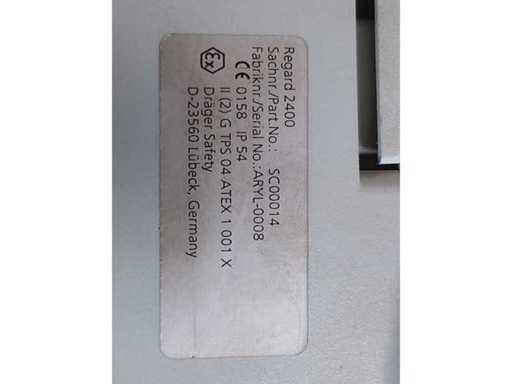 Regard 2400
Sachnr./Part.No.: SC00014
Fabriknr./Serial No.:ARYL-0008
CE 0158 IP 54
Ex II (2) G TPS 04 ATEX 1 001 X
Dräger Safety
D-23560 Lübeck, Germany